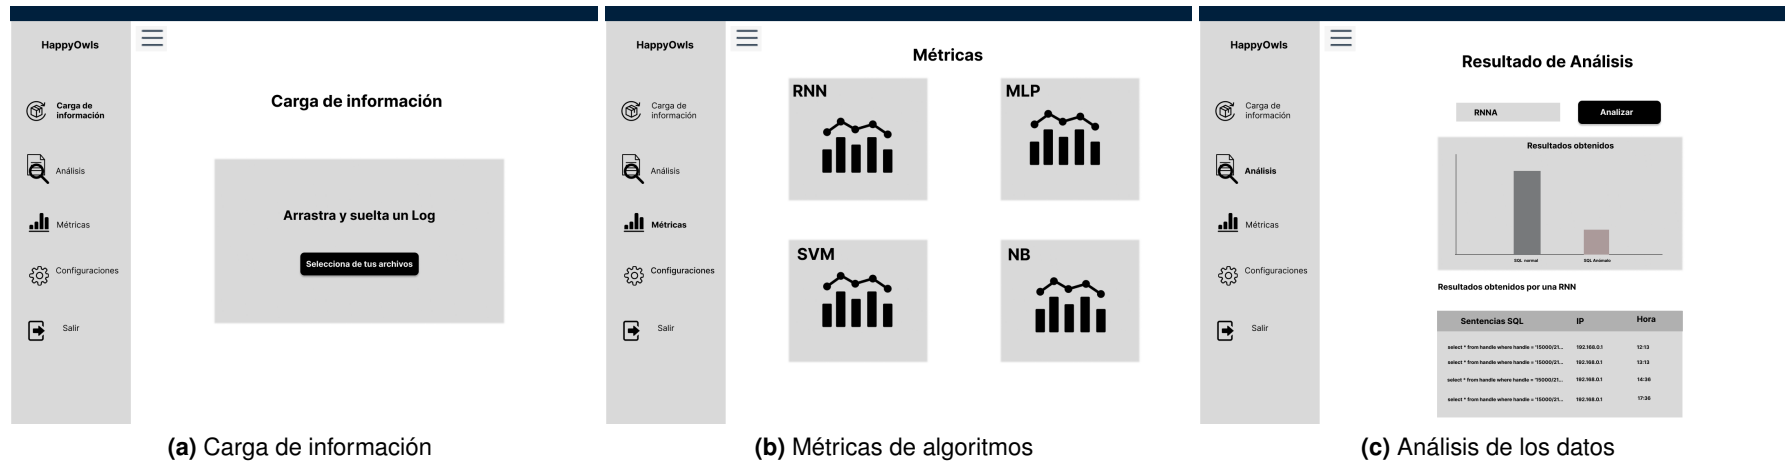 HappyOwls
Carga de
información
Análisis
Métricas
Configuraciones
Salir
Carga de información
Arrastra y suelta un Log
Selecciona de tus archivos
(a) Carga de información
HappyOwls
Carga de
información
Análisis
Métricas
Configuraciones
Salir
Métricas
RNN
MLP
SVM
NB
(b) Métricas de algoritmos
HappyOwls
Carga de
información
Análisis
Métricas
Configuraciones
Salir
Resultado de Análisis
RNNA
Analizar
Resultados obtenidos
SQL normal
SQL Anómalo
Resultados obtenidos por una RNN
Sentencias SQL IP Hora
select * from handle where handle = '15000/21... 192.168.0.1 12:13
select * from handle where handle = '15000/21... 192.168.0.1 13:13
select * from handle where handle = '15000/21... 192.168.0.1 14:36
select * from handle where handle = '15000/21... 192.168.0.1 17:36
(c) Análisis de los datos